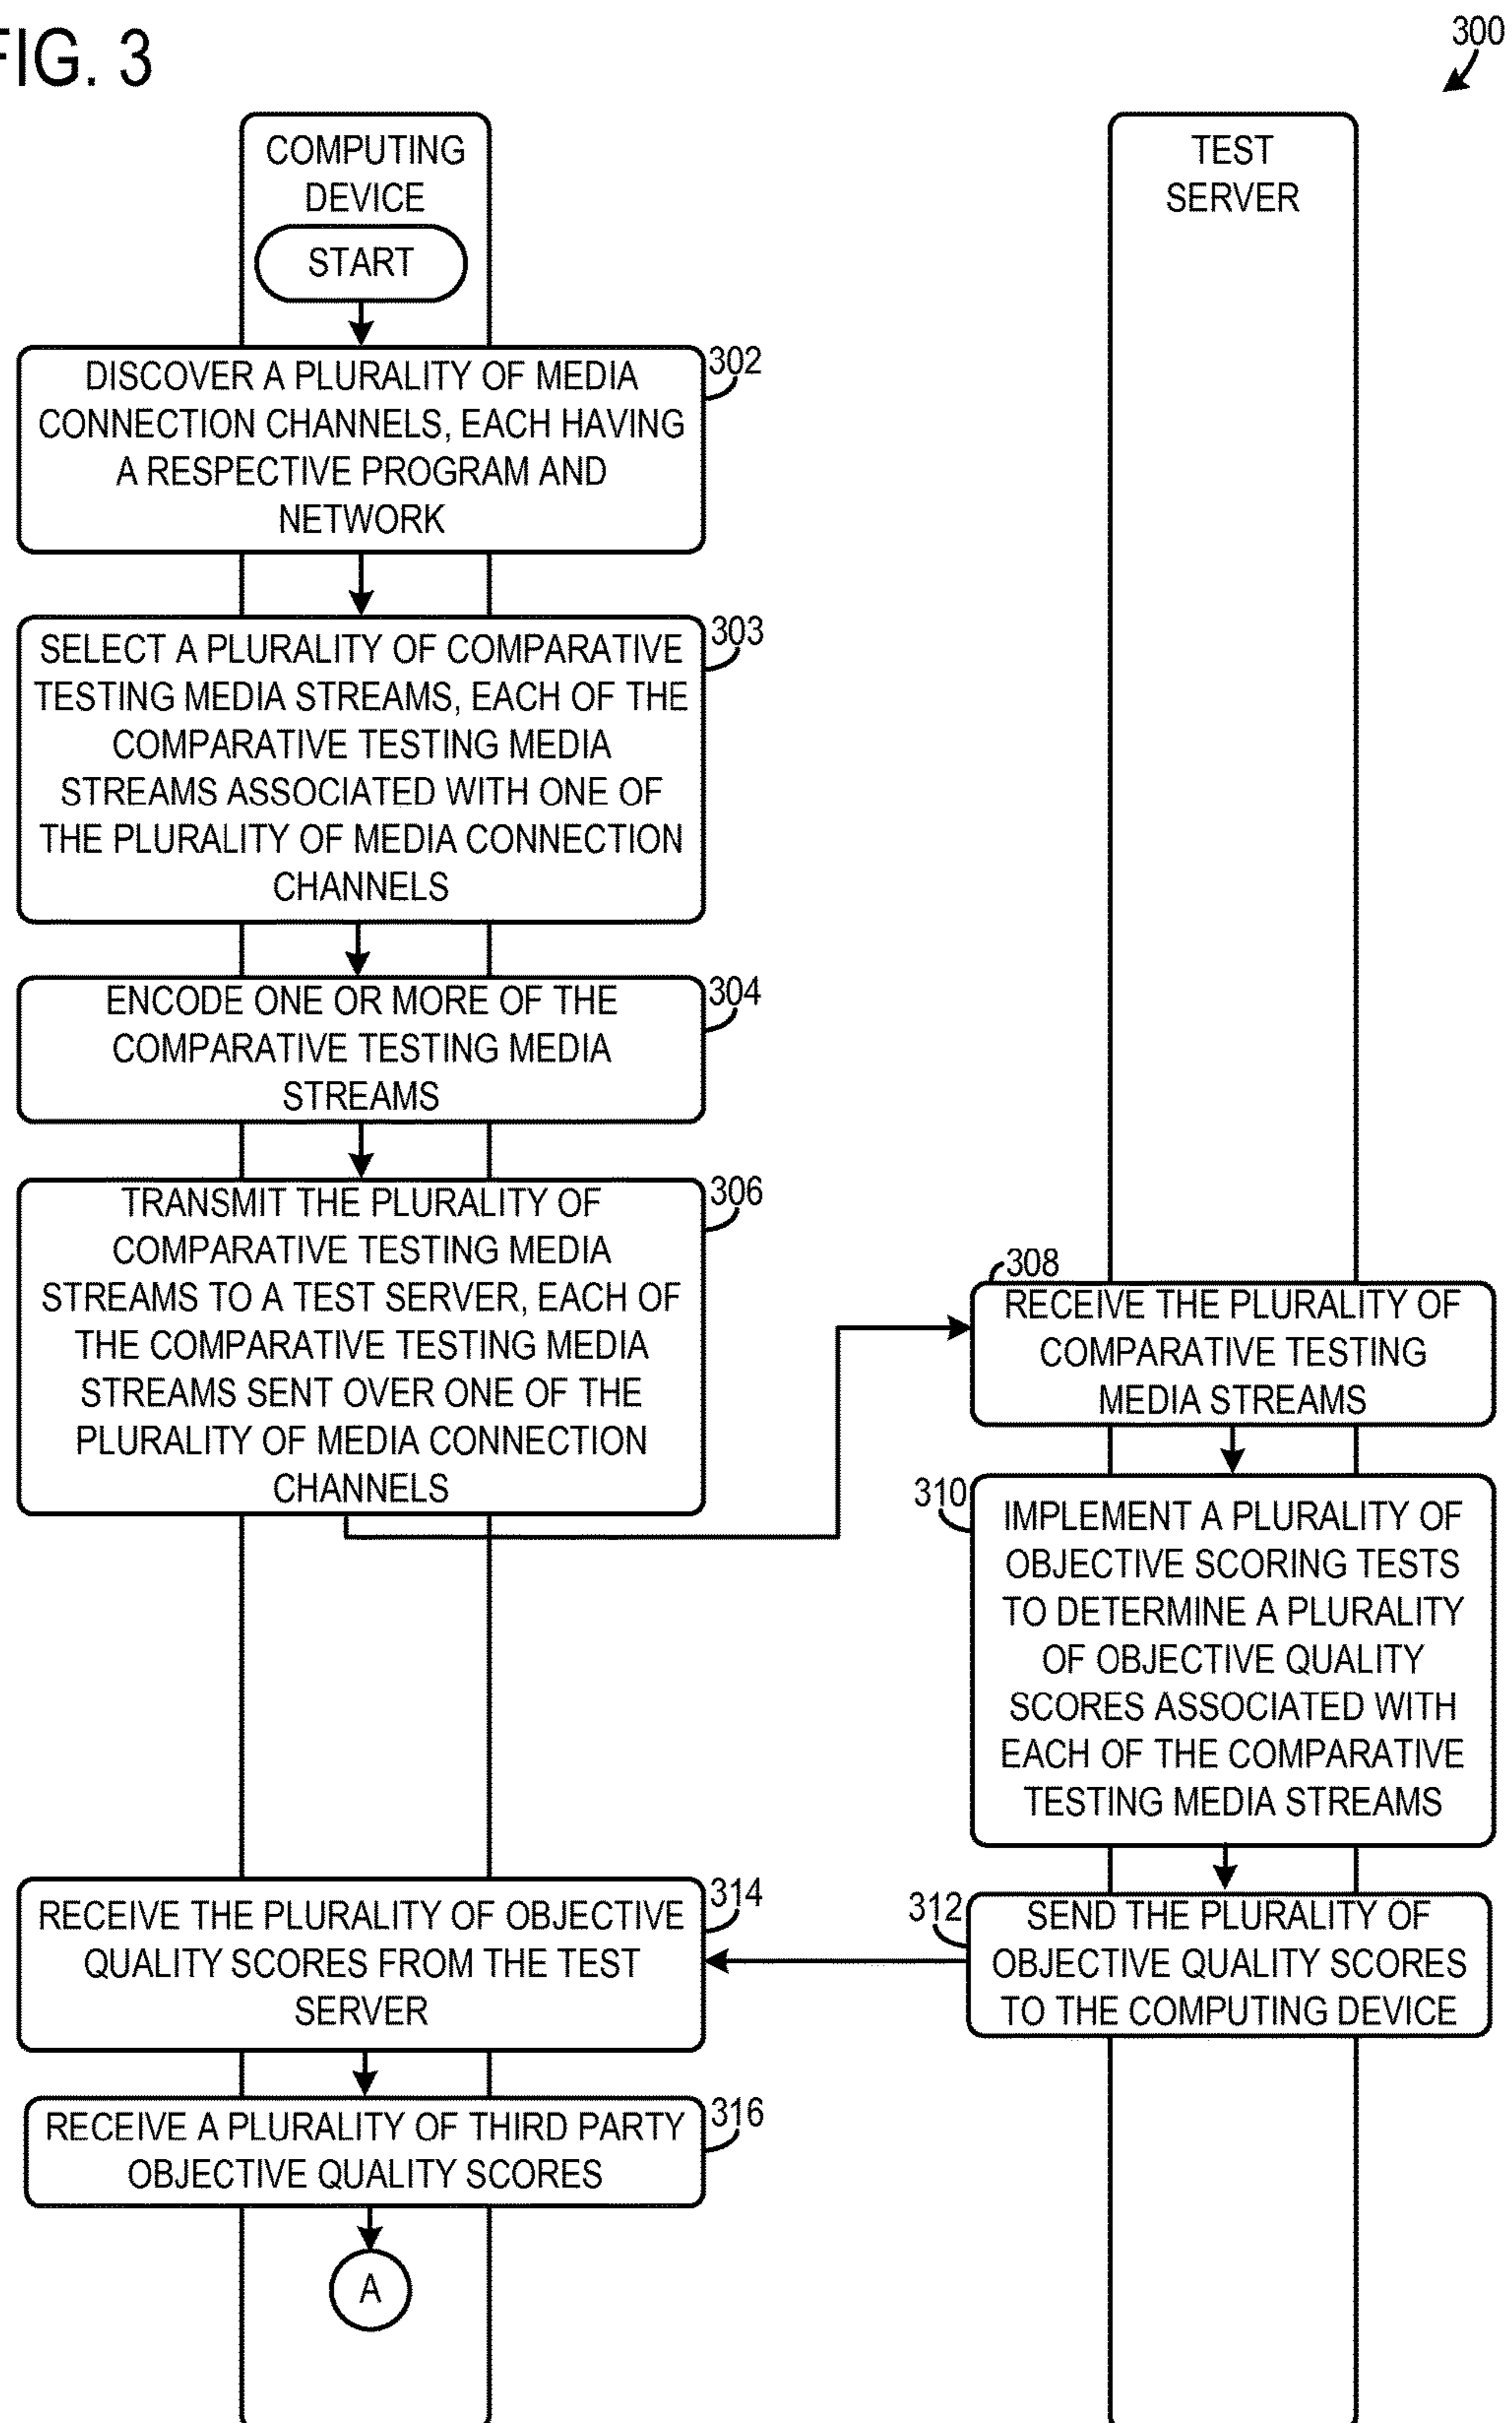 FIG. 3
300
COMPUTING
DEVICE
START
TEST
SERVER
302
DISCOVER A PLURALITY OF MEDIA
CONNECTION CHANNELS, EACH HAVING
A RESPECTIVE PROGRAM AND
NETWORK
303
SELECT A PLURALITY OF COMPARATIVE
TESTING MEDIA STREAMS, EACH OF THE
COMPARATIVE TESTING MEDIA
STREAMS ASSOCIATED WITH ONE OF
THE PLURALITY OF MEDIA CONNECTION
CHANNELS
304
ENCODE ONE OR MORE OF THE
COMPARATIVE TESTING MEDIA
STREAMS
306
TRANSMIT THE PLURALITY OF
COMPARATIVE TESTING MEDIA
STREAMS TO A TEST SERVER, EACH OF
THE COMPARATIVE TESTING MEDIA
STREAMS SENT OVER ONE OF THE
PLURALITY OF MEDIA CONNECTION
CHANNELS
308
RECEIVE THE PLURALITY OF
COMPARATIVE TESTING
MEDIA STREAMS
310
IMPLEMENT A PLURALITY OF
OBJECTIVE SCORING TESTS
TO DETERMINE A PLURALITY
OF OBJECTIVE QUALITY
SCORES ASSOCIATED WITH
EACH OF THE COMPARATIVE
TESTING MEDIA STREAMS
312
SEND THE PLURALITY OF
OBJECTIVE QUALITY SCORES
TO THE COMPUTING DEVICE
314
RECEIVE THE PLURALITY OF OBJECTIVE
QUALITY SCORES FROM THE TEST
SERVER
316
RECEIVE A PLURALITY OF THIRD PARTY
OBJECTIVE QUALITY SCORES
A